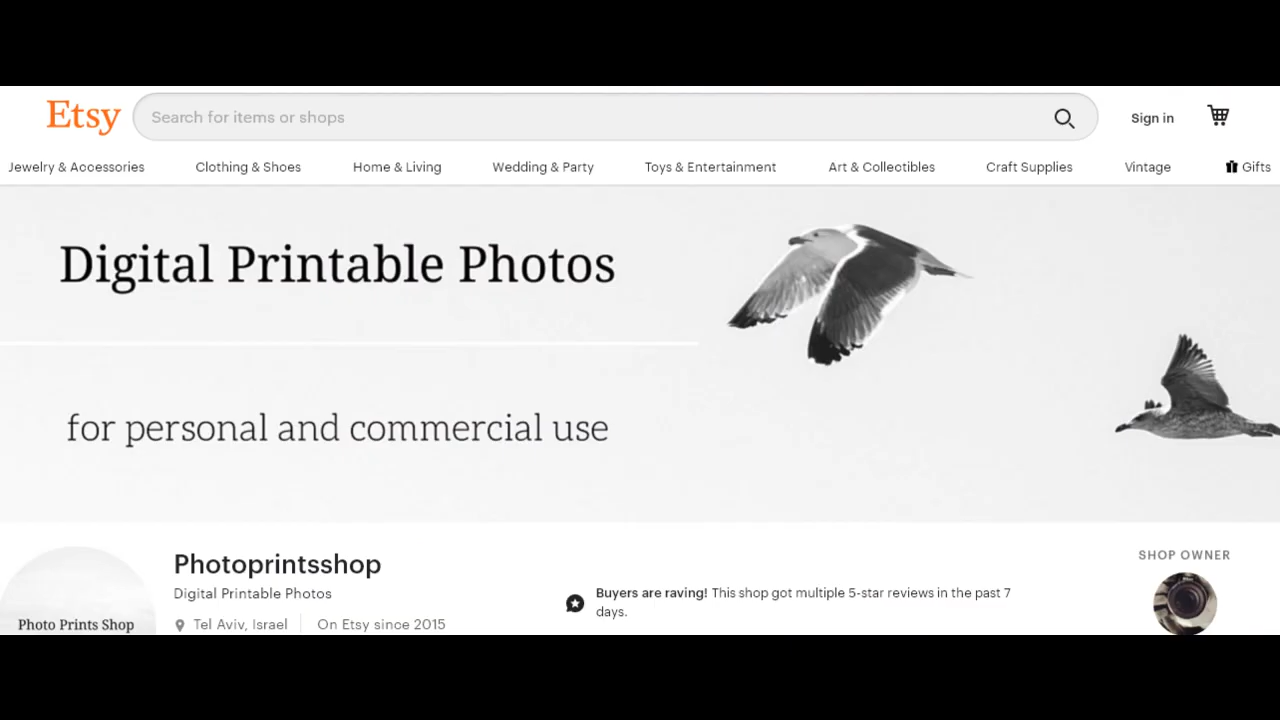 Etsy
Search for items or shops
Sign in
Jewelry & Accessories
Clothing & Shoes
Home & Living
Wedding & Party
Toys & Entertainment
Art & Collectibles
Craft Supplies
Vintage
Gifts
Digital Printable Photos
for personal and commercial use
Photo Prints Shop
Photoprintsshop
Digital Printable Photos
Tel Aviv, Israel
On Etsy since 2015
Buyers are raving! This shop got multiple 5-star reviews in the past 7
days.
SHOP OWNER